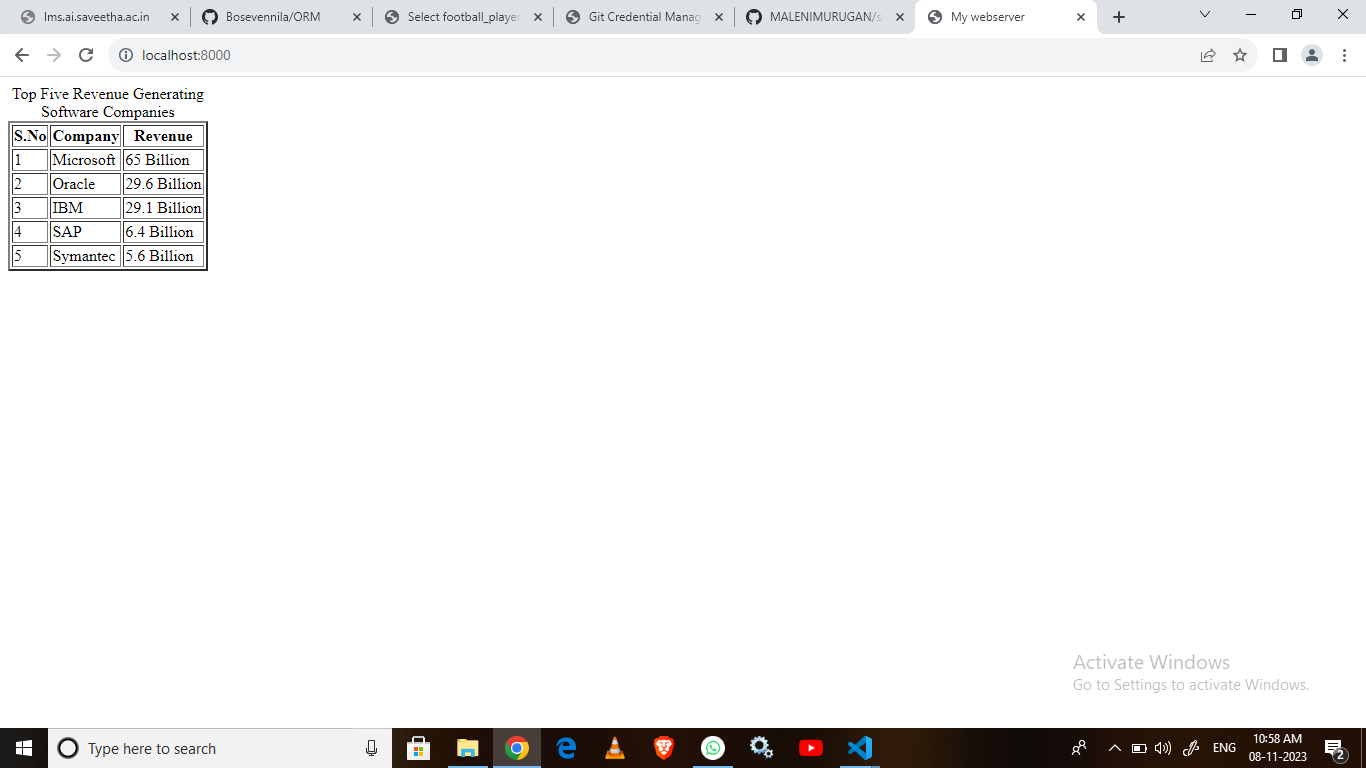 lms.ai.saveetha.ac.in
Bosevennila/ORM
Select football_player
Git Credential Manag
MALENIMURUGAN/s
My webserver
localhost:8000
Top Five Revenue Generating
Software Companies
S.No Company Revenue
1 Microsoft 65 Billion
2 Oracle 29.6 Billion
3 IBM 29.1 Billion
4 SAP 6.4 Billion
5 Symantec 5.6 Billion
Activate Windows
Go to Settings to activate Windows.
Type here to search
ENG
10:58 AM
08-11-2023
2